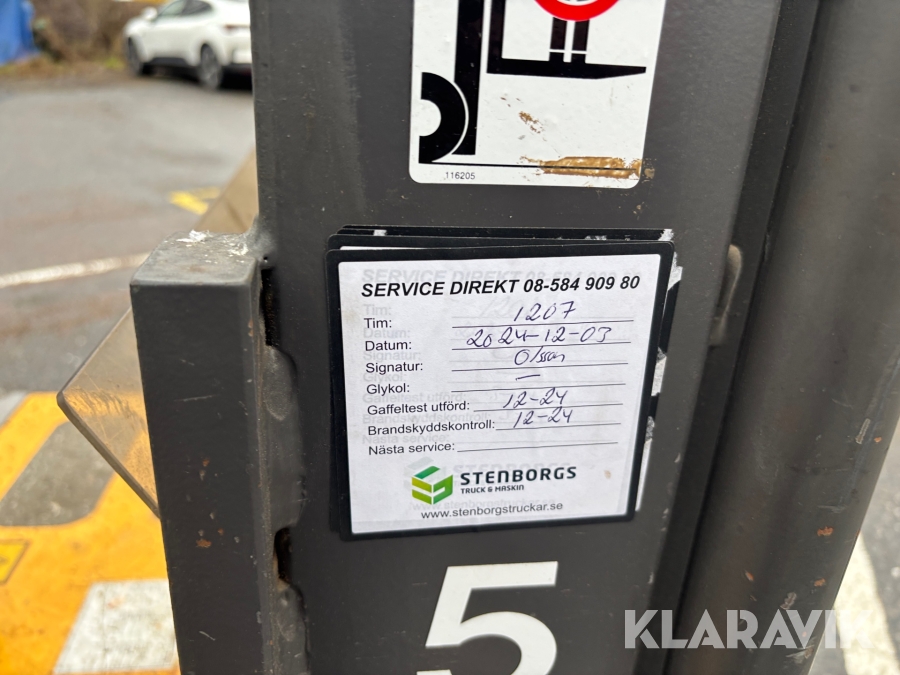 116205
SERVICE DIREKT 08-584 909 80
Tim: 1207
Datum: 2024-12-03
Signatur: Olsson
Glykol: —
Gaffeltest utförd: 12-24
Brandskyddskontroll: 12-24
Nästa service:
STENBORGS
TRUCK & MASKIN
www.stenborgstruckar.se
5
KLARAVIK